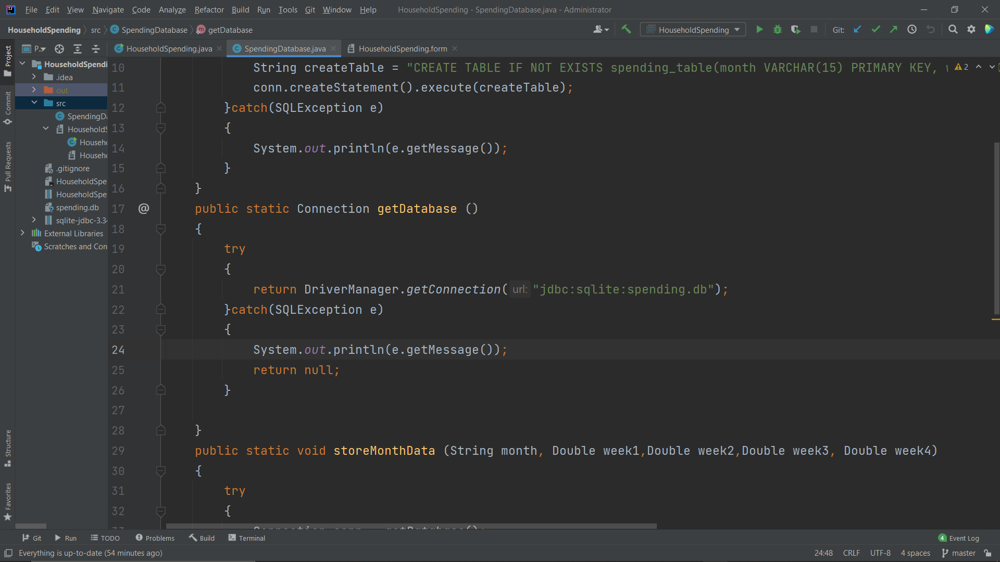 File Edit View Navigate Code Analyze Refactor Build Run Tools Git Window Help HouseholdSpending - SpendingDatabase.java - Administrator
HouseholdSpending src SpendingDatabase getDatabase HouseholdSpending Git:
Project P.. HouseholdSpending.java SpendingDatabase.java HouseholdSpending.form
HouseholdSpendi
.idea
out
src
SpendingDa
HouseholdS
Househo
Househo
.gitignore
HouseholdSpe
HouseholdSpe
spending.db
sqlite-jdbc-3.34
External Libraries
Scratches and Con
Commit
Pull Requests
Structure
Favorites
10 String createTable = "CREATE TABLE IF NOT EXISTS spending_table(month VARCHAR(15) PRIMARY KEY, 2
11 conn.createStatement().execute(createTable);
12 }catch(SQLException e)
13 {
14 System.out.println(e.getMessage());
15 }
16 }
17 @ public static Connection getDatabase ()
18 {
19 try
20 {
21 return DriverManager.getConnection( url: "jdbc:sqlite:spending.db");
22 }catch(SQLException e)
23 {
24 System.out.println(e.getMessage());
25 return null;
26 }
27
28 }
29 public static void storeMonthData (String month, Double week1,Double week2,Double week3, Double week4)
30 {
31 try
32 {
Git Run TODO Problems Build Terminal 4 Event Log
Everything is up-to-date (54 minutes ago) 24:48 CRLF UTF-8 4 spaces master